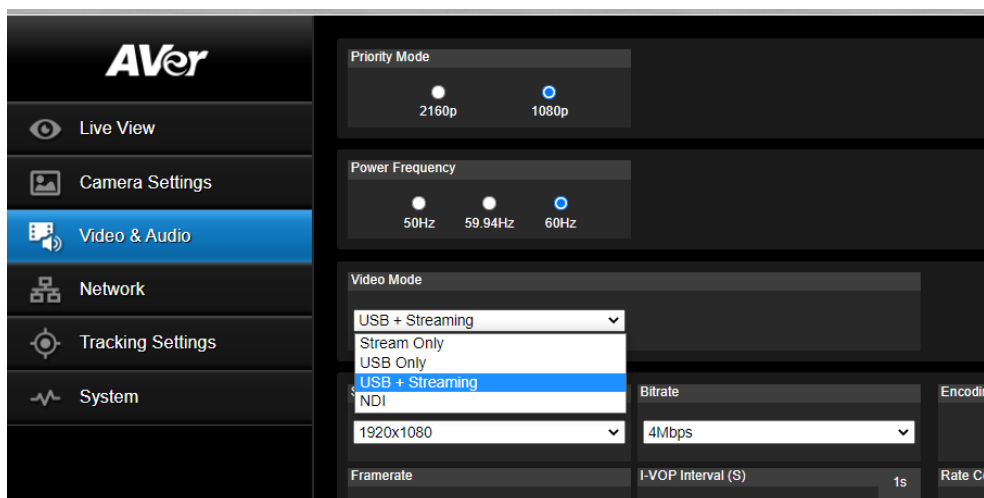 AVer
Live View
Camera Settings
Video & Audio
Network
Tracking Settings
System
Priority Mode
2160p 1080p
Power Frequency
50Hz 59.94Hz 60Hz
Video Mode
USB + Streaming
Stream Only
USB Only
USB + Streaming
NDI
Bitrate
1920x1080
4Mbps
Framerate
I-VOP Interval (S) 1s